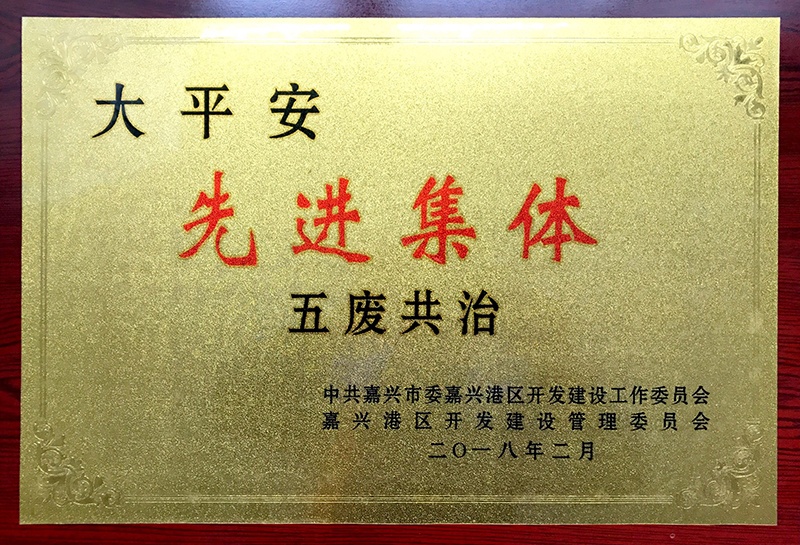 大平安
先进集体
五废共治
中共嘉兴市委嘉兴港区开发建设工作委员会
嘉兴港区开发建设管理委员会
二〇一八年二月